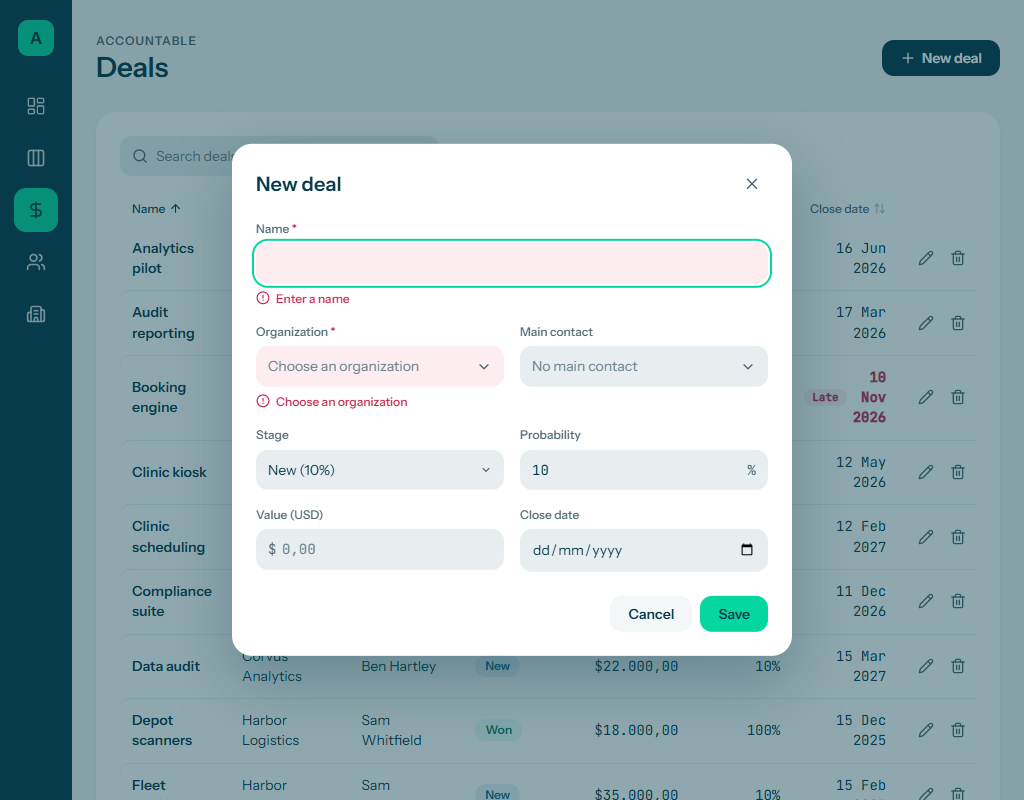 A
ACCOUNTABLE
Deals
New deal
Search deals
Name
Close date
Analytics
pilot
16 Jun
2026
Audit
reporting
17 Mar
2026
Booking
engine
Late
10
Nov
2026
Clinic kiosk
12 May
2026
Clinic
scheduling
12 Feb
2027
Compliance
suite
11 Dec
2026
Data audit
Corvus
Analytics
Ben Hartley
New
$22.000,00
10%
15 Mar
2027
Depot
scanners
Harbor
Logistics
Sam
Whitfield
Won
$18.000,00
100%
15 Dec
2025
Fleet
Harbor
Sam
New
$35.000,00
10%
15 Feb
New deal
Name *
Enter a name
Organization *
Main contact
Choose an organization
No main contact
Choose an organization
Stage
Probability
New (10%)
10
%
Value (USD)
Close date
$ 0,00
dd/mm/yyyy
Cancel
Save